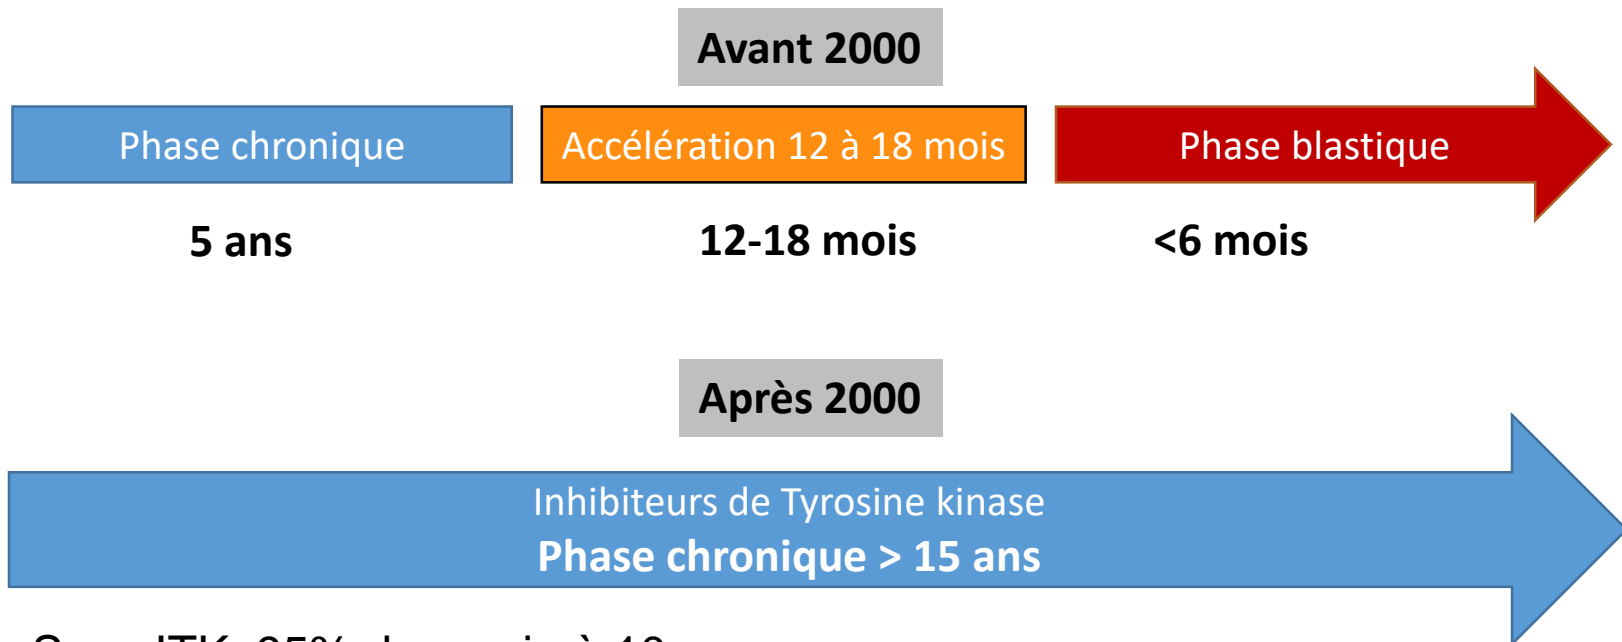 Avant 2000
Phase chronique
Accélération 12 à 18 mois
Phase blastique
5 ans
12-18 mois
<6 mois
Après 2000
Inhibiteurs de Tyrosine kinase
Phase chronique > 15 ans
ITK